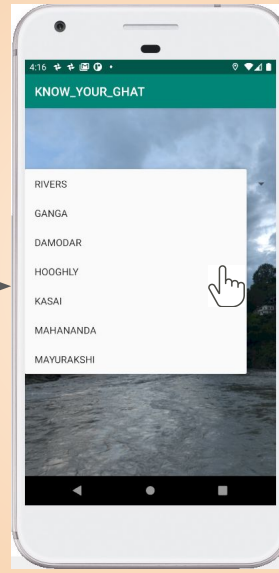 4:16
KNOW_YOUR_GHAT
RIVERS
GANGA
DAMODAR
HOOGHLY
KASAI
MAHANANDA
MAYURAKSHI